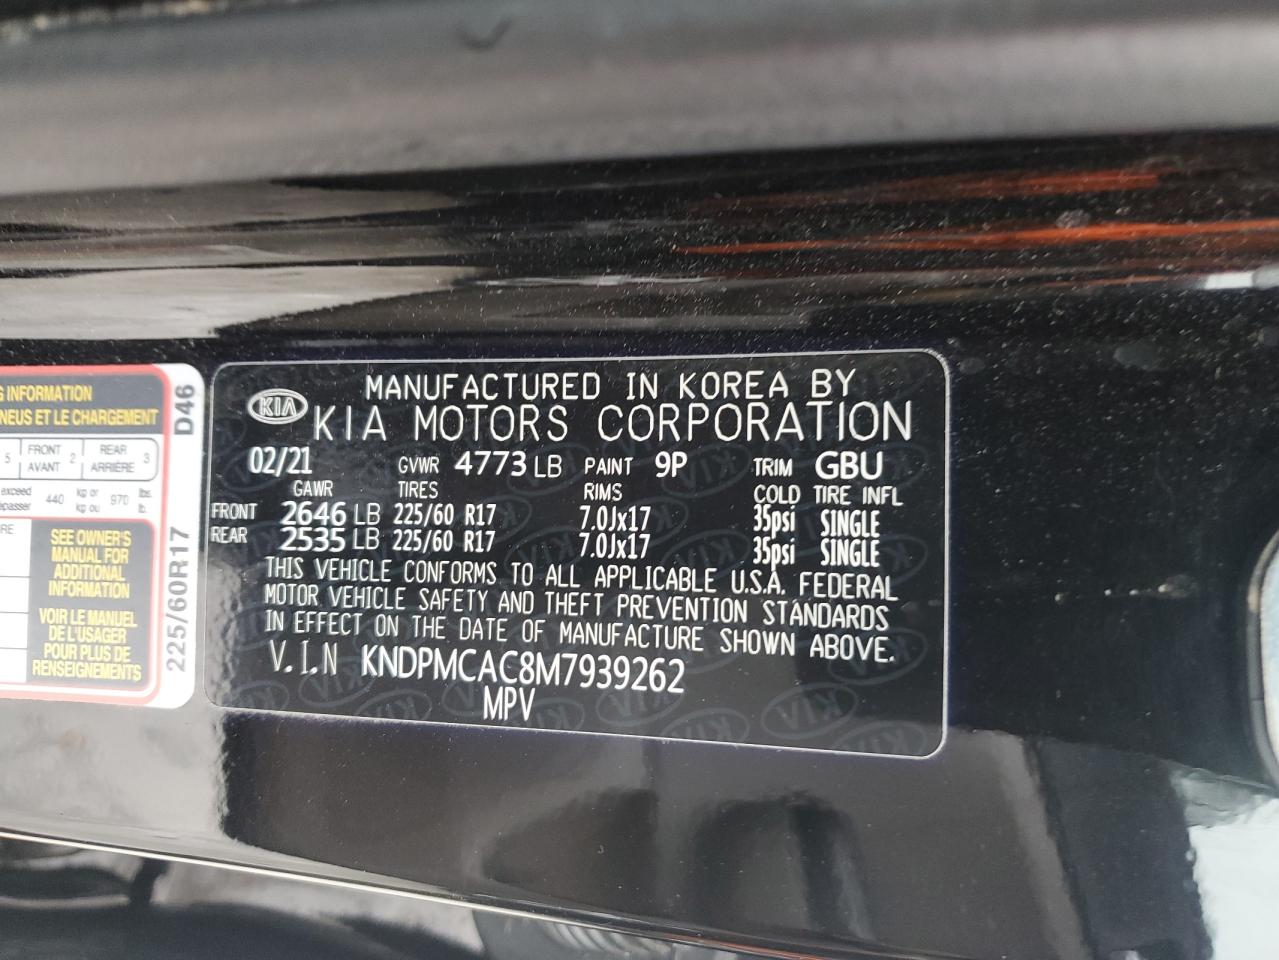 G INFORMATION
NEUS ET LE CHARGEMENT
5 FRONT AVANT 2 REAR ARRIÈRE 3
exceed
440 kg or kg ou 970 lbs. lb.
SEE OWNER'S
MANUAL FOR
ADDITIONAL
INFORMATION
VOIR LE MANUEL
DE L'USAGER
POUR PLUS DE
RENSEIGNEMENTS
D46
225/60R17
KIA
MANUFACTURED IN KOREA BY
KIA MOTORS CORPORATION
02/21 GVWR 4773 LB PAINT 9P TRIM GBU
GAWR TIRES RIMS COLD TIRE INFL
FRONT 2646 LB 225/60 R17 7.0Jx17 35psi SINGLE
REAR 2535 LB 225/60 R17 7.0Jx17 35psi SINGLE
THIS VEHICLE CONFORMS TO ALL APPLICABLE U.S.A. FEDERAL
MOTOR VEHICLE SAFETY AND THEFT PREVENTION STANDARDS
IN EFFECT ON THE DATE OF MANUFACTURE SHOWN ABOVE.
V.I.N KNDPMCAC8M7939262
MPV